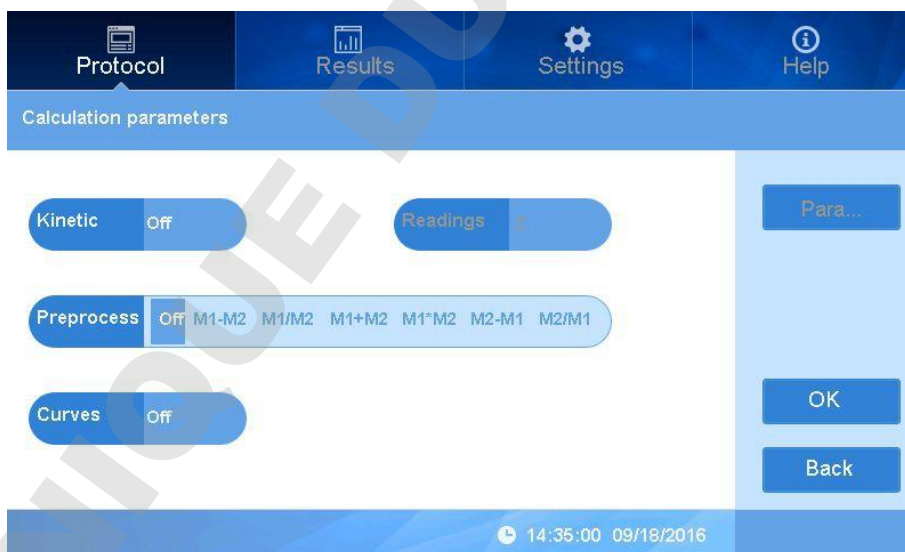 Protocol Results Settings Help
Calculation parameters
Kinetic Off Readings Para...
Preprocess Off M1-M2 M1/M2 M1+M2 M1*M2 M2-M1 M2/M1
Curves Off OK
Back
14:35:00 09/18/2016